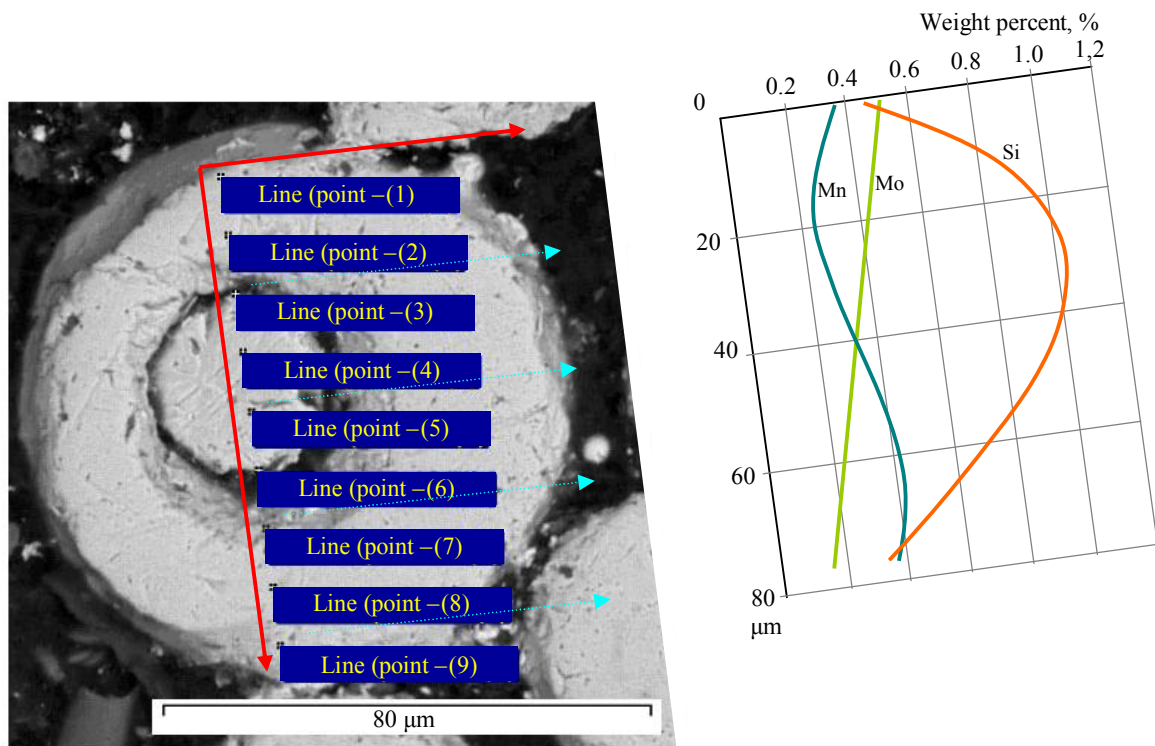 Weight percent, %
0 0.2 0.4 0.6 0.8 1.0 1,2
Line (point –(1)
Line (point –(2)
Line (point –(3)
Line (point –(4)
Line (point –(5)
Line (point –(6)
Line (point –(7)
Line (point –(8)
Line (point –(9)
80 μm
Mn
Mo
Si
20
40
60
80
μm